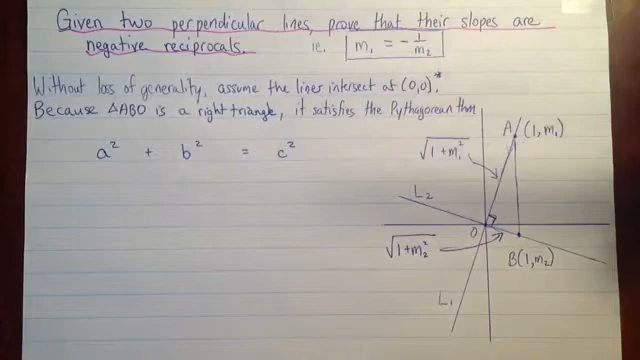 Given two perpendicular lines, prove that their slopes are
negative reciprocals. ie. m₁ = -1/m₂
Without loss of generality, assume the lines intersect at (0,0)*.
Because △ABO is a right triangle, it satisfies the Pythagorean thm
a² + b² = c²
A (1, m₁)
√(1+m₁²)
L₂
O
√(1+m₂²)
B(1, m₂)
L₁